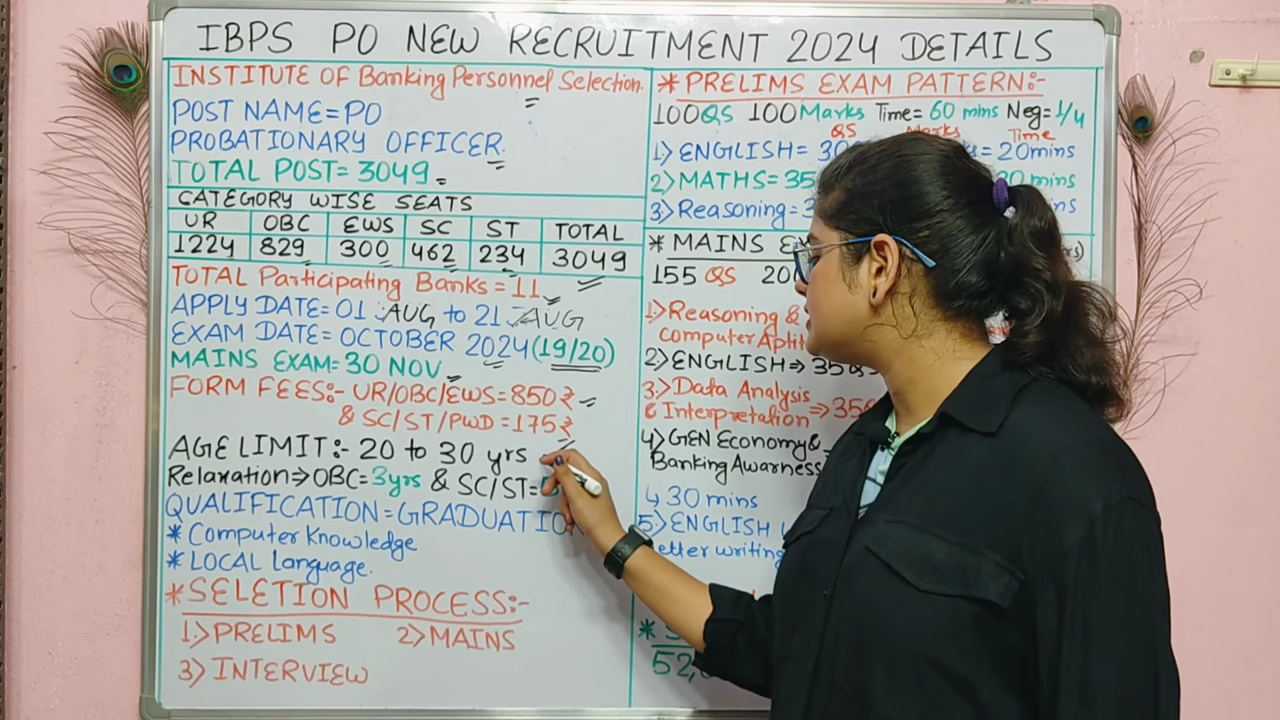 IBPS PO NEW RECRUITMENT 2024 DETAILS
INSTITUTE OF Banking Personnel Selection.
POST NAME=PO
PROBATIONARY OFFICER.
TOTAL POST= 3049
CATEGORY WISE SEATS
UR OBC EWS SC ST TOTAL
1224 829 300 462 234 3049
TOTAL Participating Banks = 11
APPLY DATE= 01 AUG to 21 AUG
EXAM DATE= OCTOBER 2024 (19/20)
MAINS EXAM= 30 NOV
FORM FEES:- UR/OBC/EWS=850₹
& SC/ST/PWD =175₹
AGE LIMIT:- 20 to 30 yrs
Relaxation⇒OBC=3yrs & SC/ST=
QUALIFICATION=GRADUATIO
* Computer Knowledge
* LOCAL language.
*SELETION PROCESS:-
1.>PRELIMS 2>MAINS
3> INTERVIEW
* PRELIMS EXAM PATTERN:-
100QS 100Marks Time= 60 mins Neg=1/4
QS Marks Time
1> ENGLISH = 30 = 20mins
2> MATHS= 35 mins
3> Reasoning=
* MAINS
155 QS
1.>Reasoning &
computer
2>ENGLISH⇒35
3.>Data Analysis
& Interpretation ⇒35
4>GEN Economy&
Banking Awarness
↳ 30 mins
5>ENGLISH
letter writing
*
52,